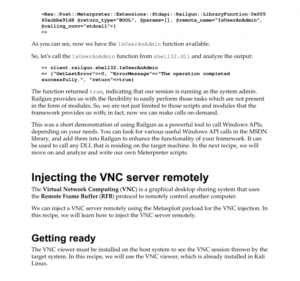 <Rex::Post::Meterpreter::Extensions::Stdapi::Railgun::LibraryFunction:0x005
60acbbe91d8 @return_type="BOOL", @params=[], @remote_name="IsUserAnAdmin",
@calling_conv="stdcall">
>>
As you can see, now we have the IsUserAnAdmin function available.
So, let's call the IsUserAnAdmin function from shell32.dll and analyze the output:
>> client.railgun.shell32.IsUserAnAdmin
=> {"GetLastError"=>0, "ErrorMessage"=>"The operation completed
successfully.", "return"=>true}
The function returned true, indicating that our session is running as the system admin.
Railgun provides us with the flexibility to easily perform those tasks which are not present
in the form of modules. So, we are not just limited to those scripts and modules that the
framework provides us with; in fact, now we can make calls on-demand.
This was a short demonstration of using Railgun as a powerful tool to call Windows APIs,
depending on your needs. You can look for various useful Windows API calls in the MSDN
library, and add them into Railgun to enhance the functionality of your framework. It can
be used to call any DLL that is residing on the target machine. In the next recipe, we will
move on and analyze and write our own Meterpreter scripts.
Injecting the VNC server remotely
The Virtual Network Computing (VNC) is a graphical desktop sharing system that uses
the Remote Frame Buffer (RFB) protocol to remotely control another computer.
We can inject a VNC server remotely using the Metasploit payload for the VNC injection. In
this recipe, we will learn how to inject the VNC server remotely.
Getting ready
The VNC viewer must be installed on the host system to see the VNC session thrown by the
target system. In this recipe, we will use the VNC viewer, which is already installed in Kali
Linux.